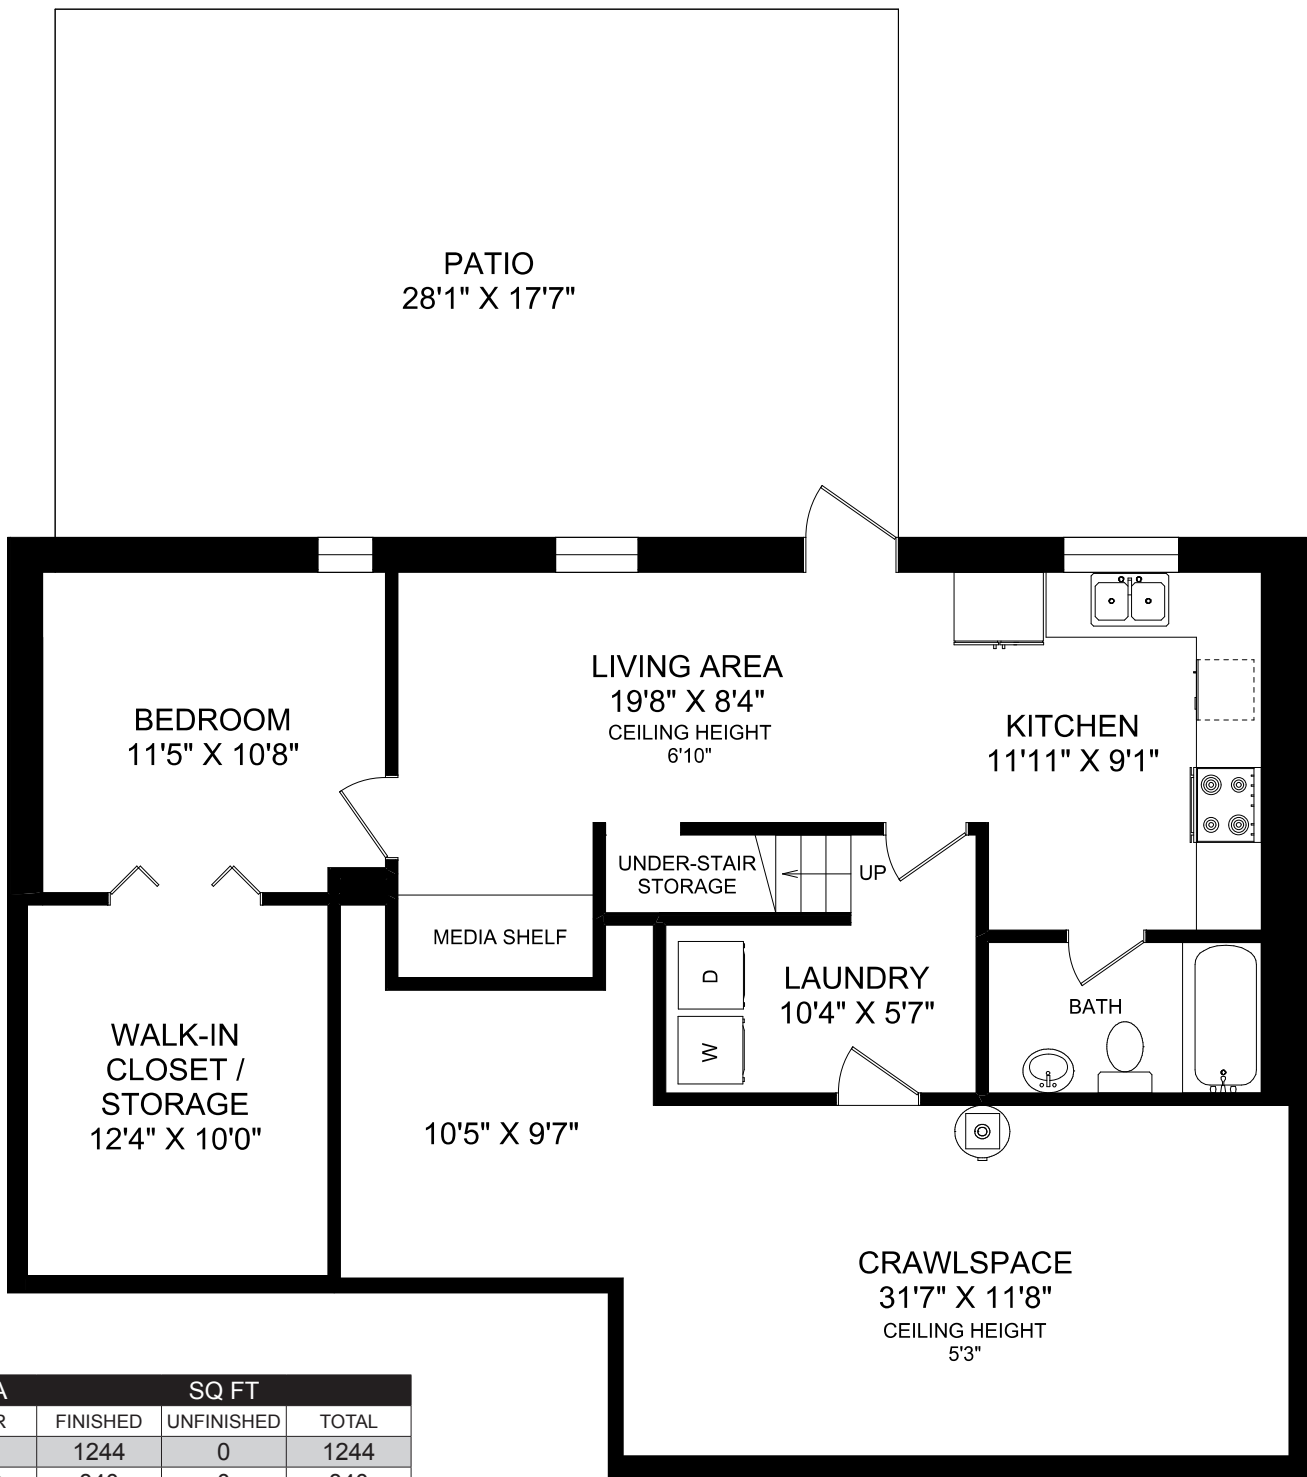 PATIO
28'1" X 17'7"
LIVING AREA
19'8" X 8'4"
CEILING HEIGHT
6'10"
BEDROOM
11'5" X 10'8"
KITCHEN
11'11" X 9'1"
UNDER-STAIR
STORAGE
UP
MEDIA SHELF
D
W
LAUNDRY
10'4" X 5'7"
BATH
WALK-IN
CLOSET /
STORAGE
12'4" X 10'0"
10'5" X 9'7"
CRAWLSPACE
31'7" X 11'8"
CEILING HEIGHT
5'3"
A SQ FT
R FINISHED UNFINISHED TOTAL
1244 0 1244